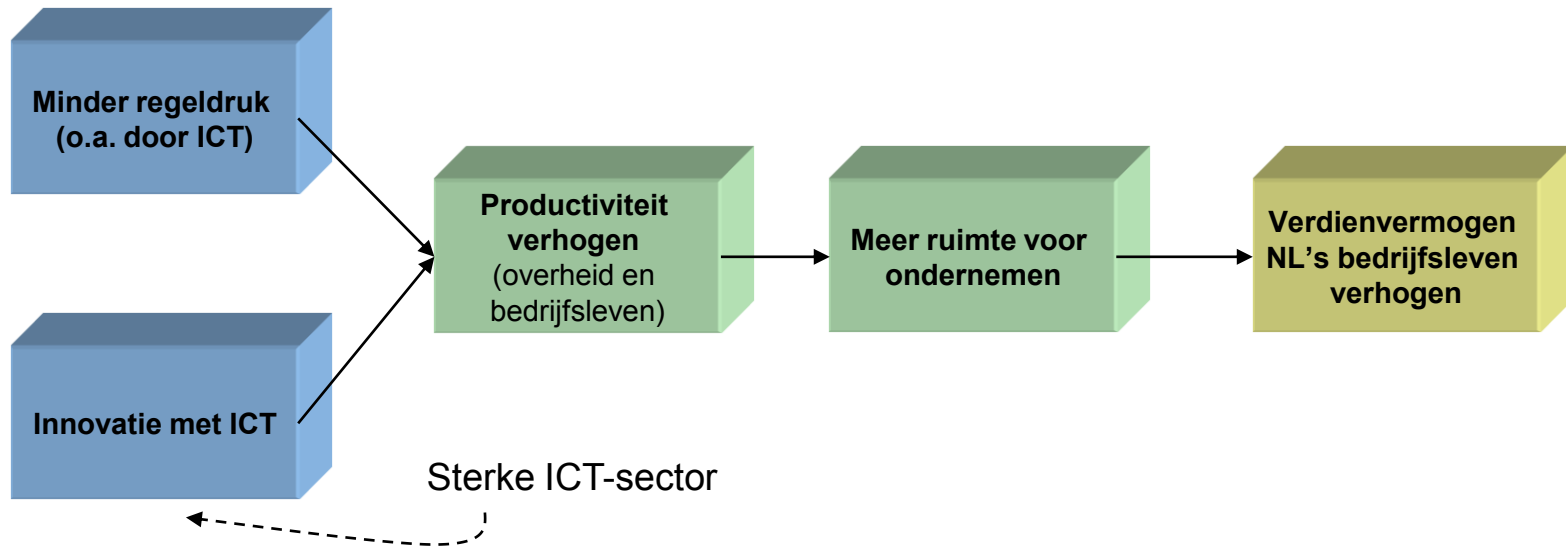 Minder regeldruk
(o.a. door ICT)
Innovatie met ICT
Sterke ICT-sector
Productiviteit
verhogen
(overheid en
bedrijfsleven)
Meer ruimte voor
ondernemen
Verdienvermogen
NL’s bedrijfsleven
verhogen